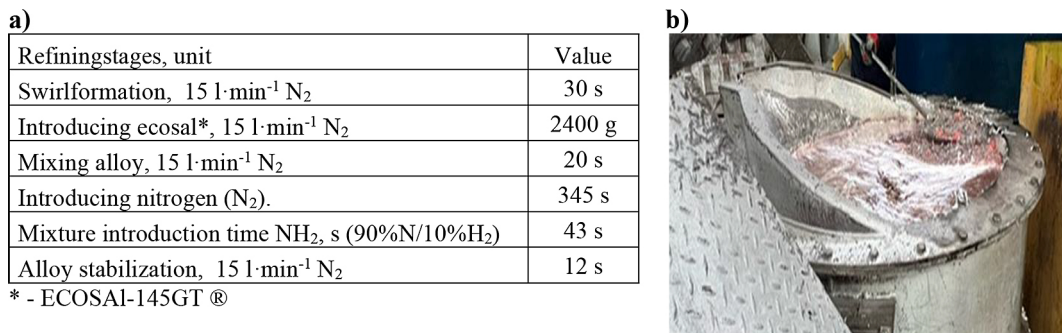 a)
b)
Refiningstages, unit Value
Swirlformation, 15 l·min⁻¹ N₂ 30 s
Introducing ecosal*, 15 l·min⁻¹ N₂ 2400 g
Mixing alloy, 15 l·min⁻¹ N₂ 20 s
Introducing nitrogen (N₂). 345 s
Mixture introduction time NH₂, s (90%N/10%H₂) 43 s
Alloy stabilization, 15 l·min⁻¹ N₂ 12 s
* - ECOSAl-145GT ®